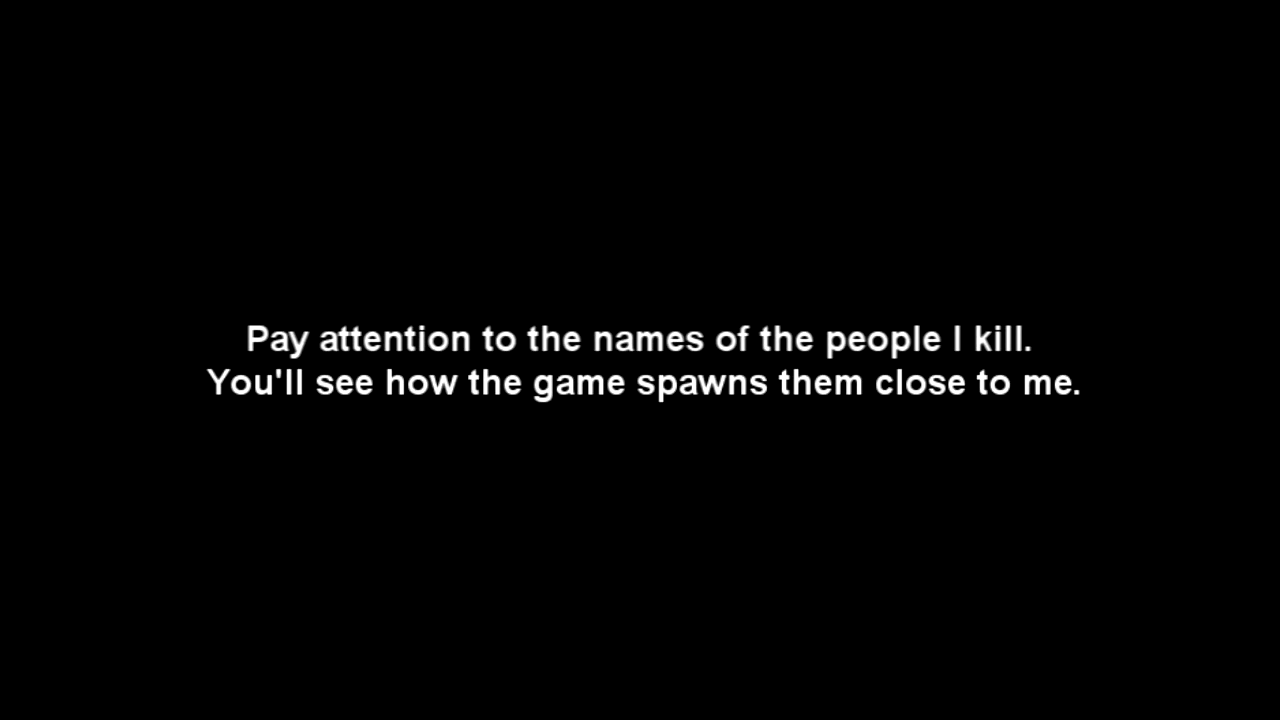 Pay attention to the names of the people I kill.
You'll see how the game spawns them close to me.